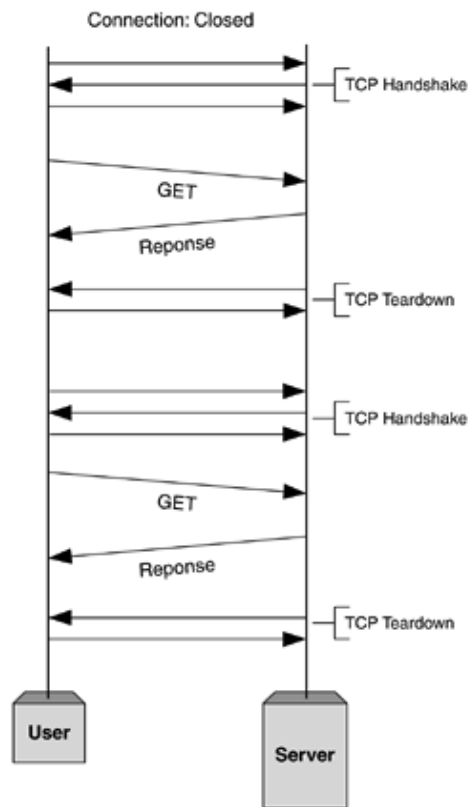 Connection: Closed
TCP Handshake
GET
Reponse
TCP Teardown
TCP Handshake
GET
Reponse
TCP Teardown
User
Server